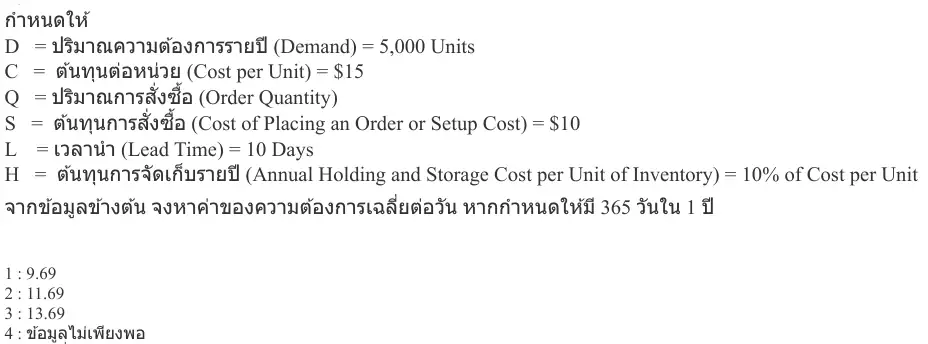 กำหนดให้
D = ปริมาณความต้องการรายปี (Demand) = 5,000 Units
C = ต้นทุนต่อหน่วย (Cost per Unit) = $15
Q = ปริมาณการสั่งซื้อ (Order Quantity)
S = ต้นทุนการสั่งซื้อ (Cost of Placing an Order or Setup Cost) = $10
L = เวลานำ (Lead Time) = 10 Days
H = ต้นทุนการจัดเก็บรายปี (Annual Holding and Storage Cost per Unit of Inventory) = 10% of Cost per Unit
จากข้อมูลข้างต้น จงหาค่าของความต้องการเฉลี่ยต่อวัน หากกำหนดให้มี 365 วันใน 1 ปี
1 : 9.69
2 : 11.69
3 : 13.69
4 : ข้อมูลไม่เพียงพอ